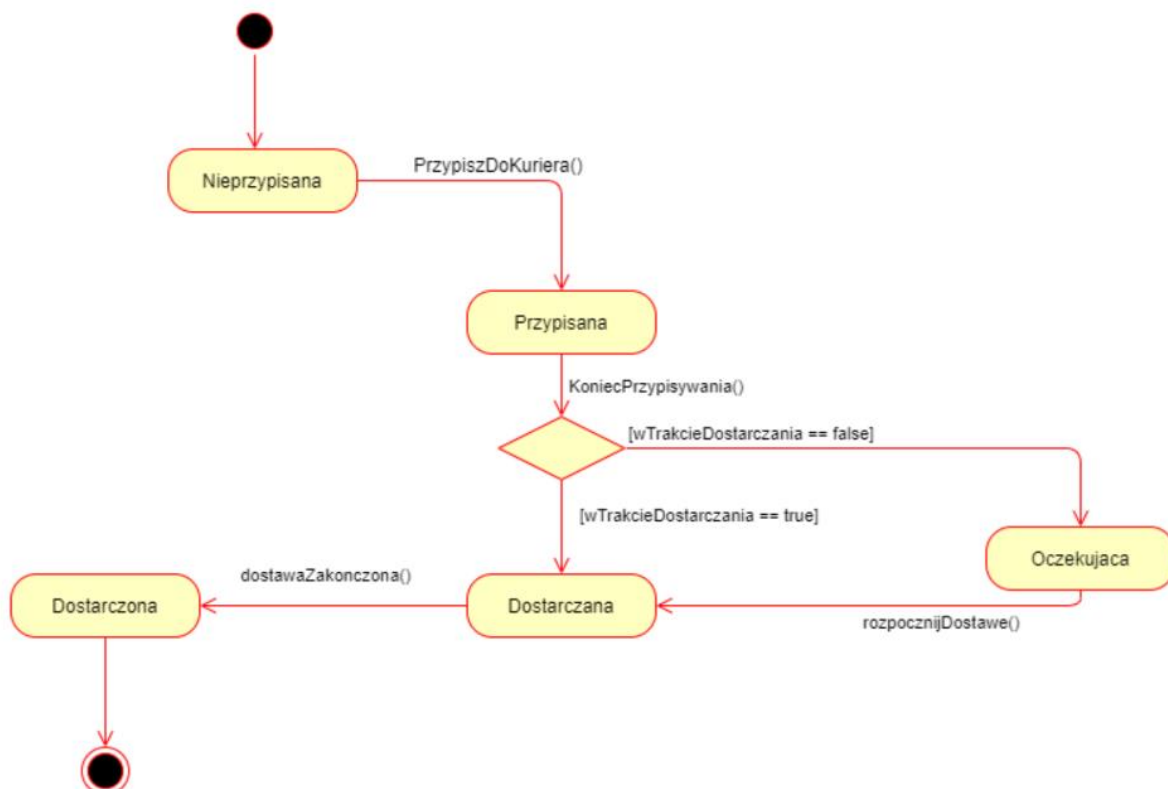 Nieprzypisana
PrzypiszDoKuriera()
Przypisana
KoniecPrzypisywania()
[wTrakcieDostarczania == false]
[wTrakcieDostarczania == true]
Oczekujaca
dostawaZakonczona()
Dostarczona
Dostarczana
rozpocznijDostawe()